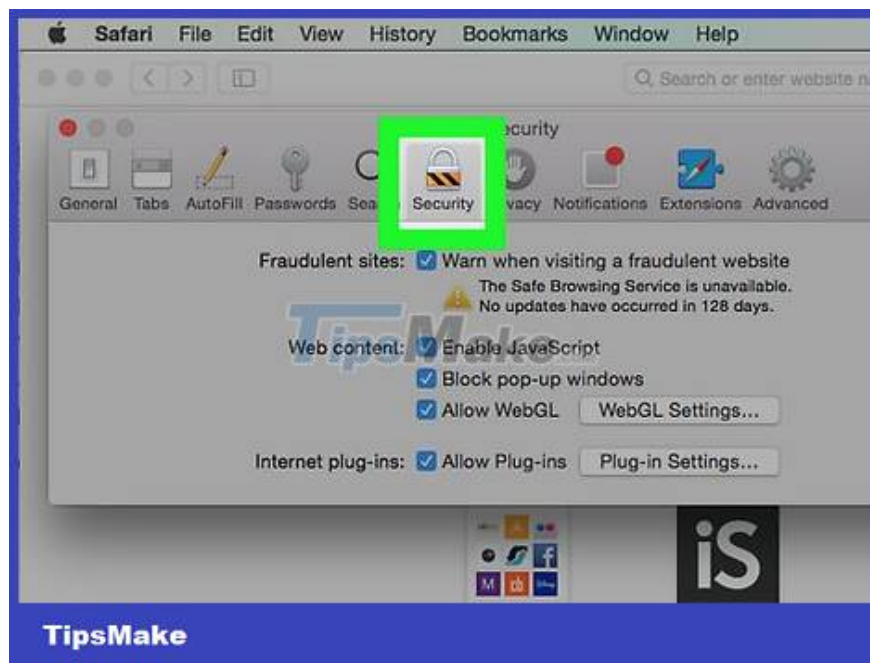 Safari File Edit View History Bookmarks Window Help
Search or enter website n
ecurity
General Tabs AutoFill Passwords Sea Security vacy Notifications Extensions Advanced
Fraudulent sites: Warn when visiting a fraudulent website
The Safe Browsing Service is unavailable.
No updates have occurred in 128 days.
TipsMake
Web content: Enable JavaScript
Block pop-up windows
Allow WebGL WebGL Settings...
Internet plug-ins: Allow Plug-ins Plug-in Settings...
iS
TipsMake